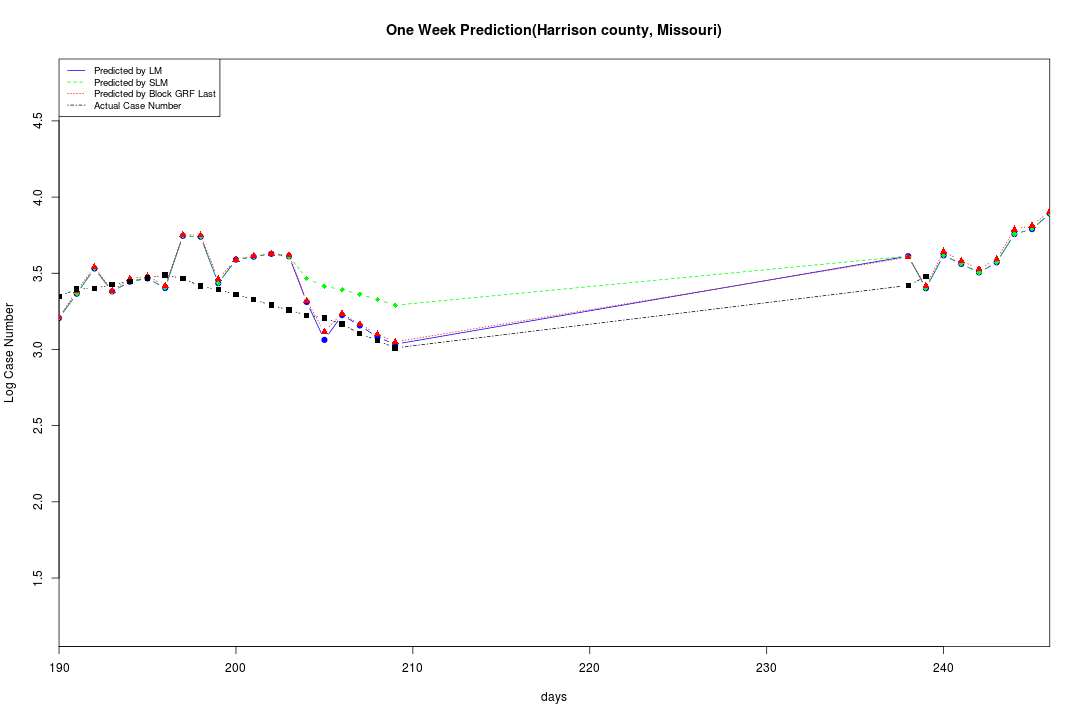 One Week Prediction(Harrison county, Missouri)
Predicted by LM
Predicted by SLM
Predicted by Block GRF Last
Actual Case Number
4.5
4.0
3.5
3.0
2.5
2.0
1.5
Log Case Number
190 200 210 220 230 240
days